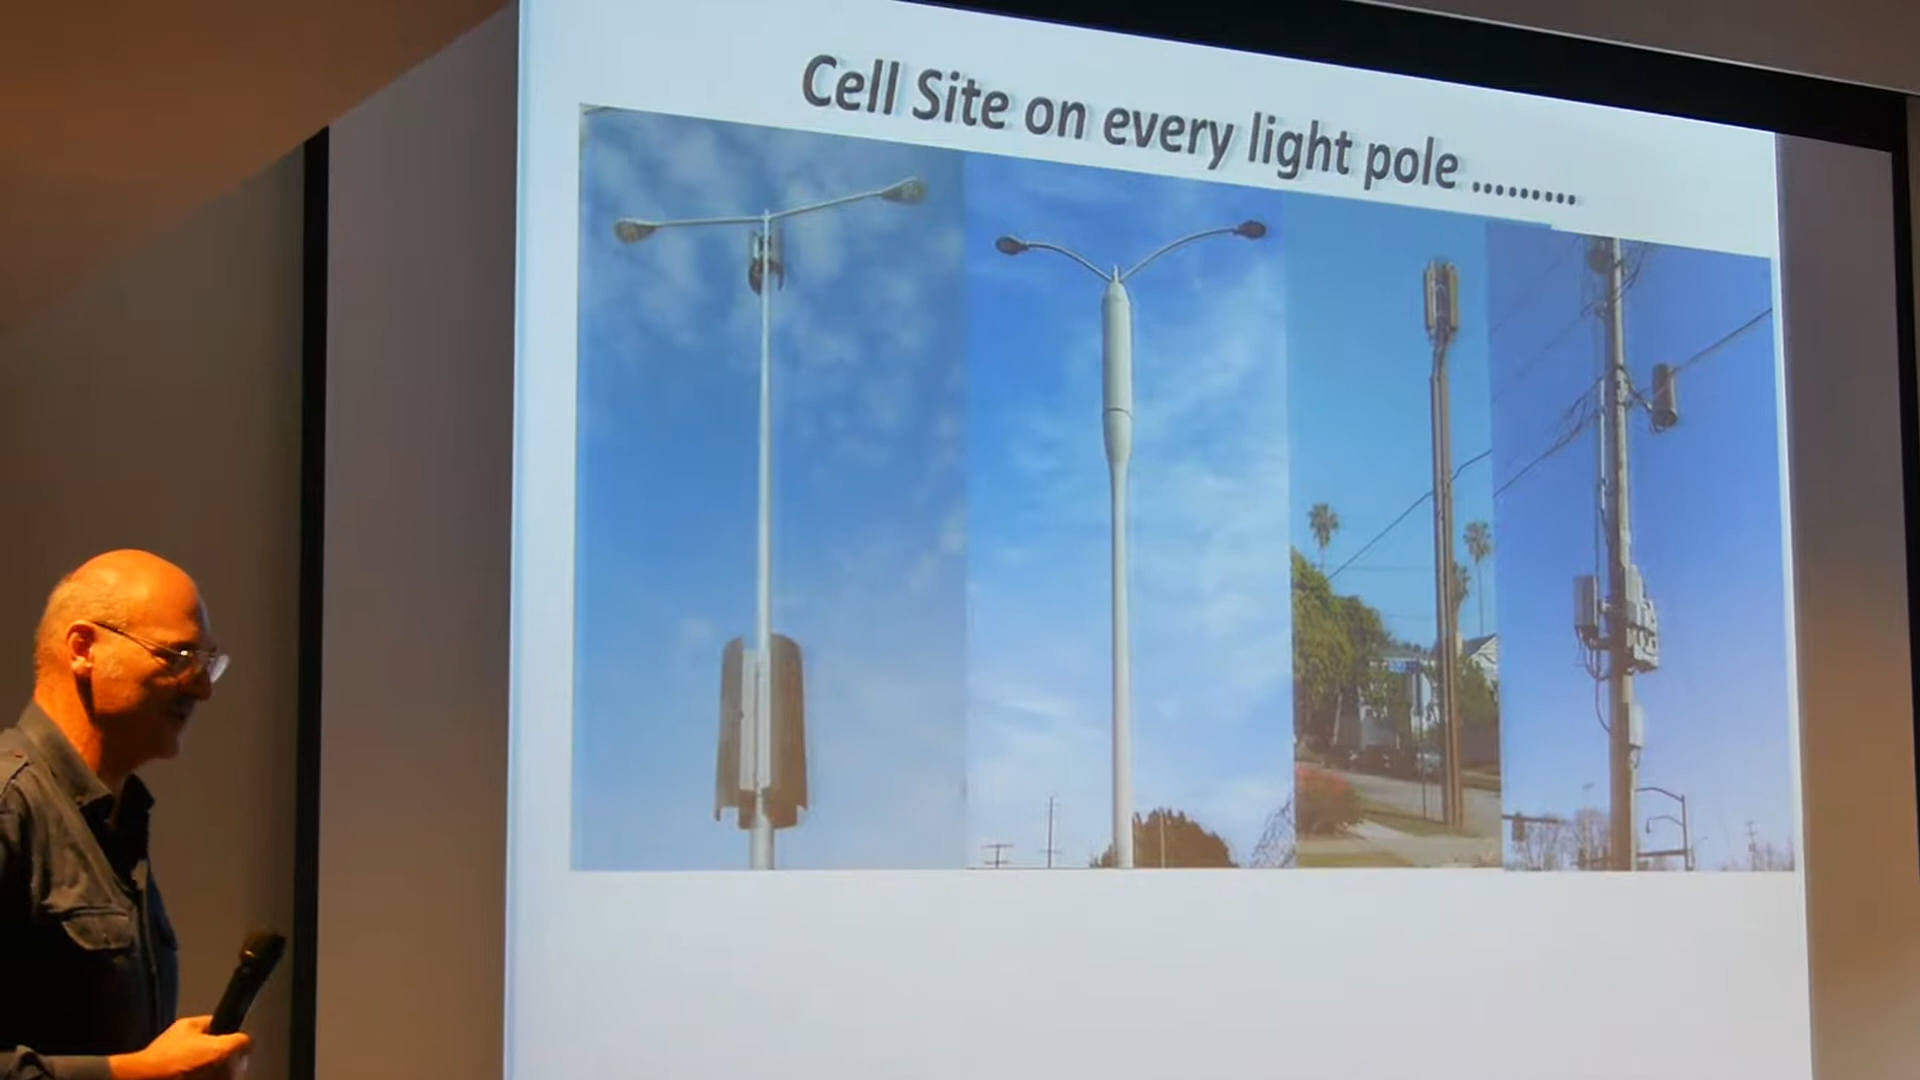 Cell Site on every light pole .........